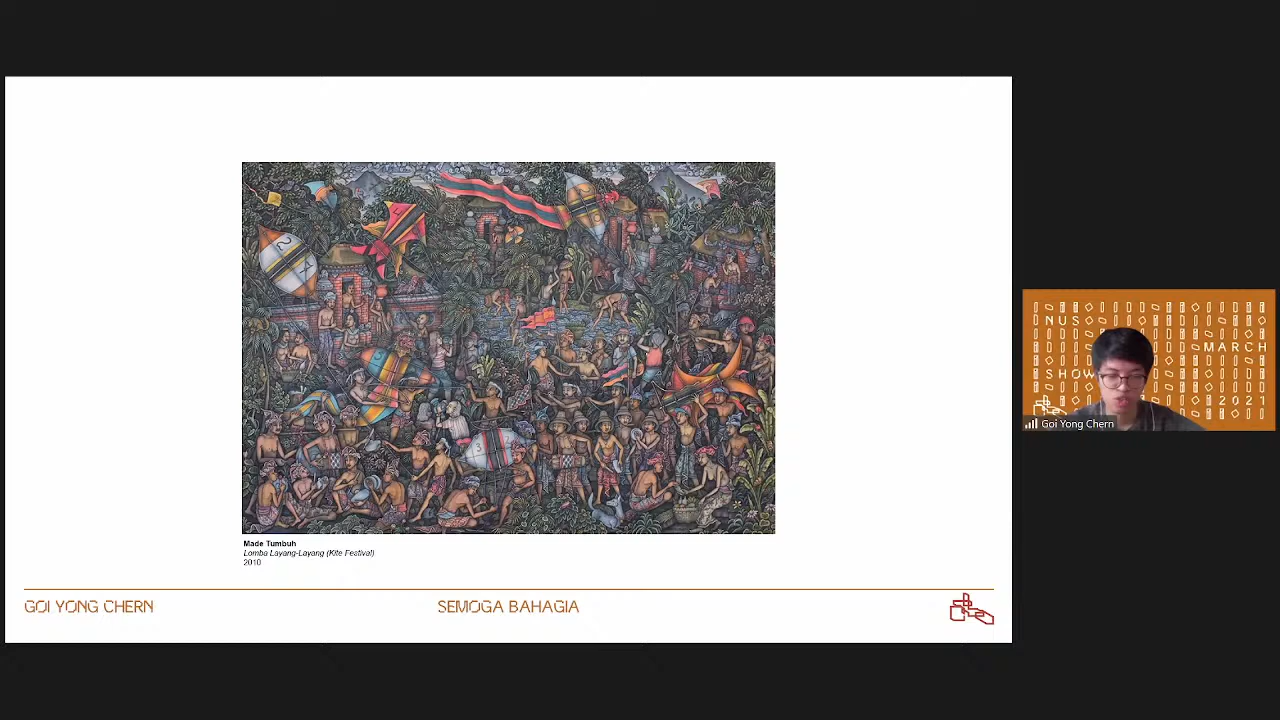 Made Tumbuh
Lomba Layang-Layang (Kite Festival)
2010
GOI YONG CHERN
SEMOGA BAHAGIA
NUS
MARCH
SHOW
2021
Goi Yong Chern